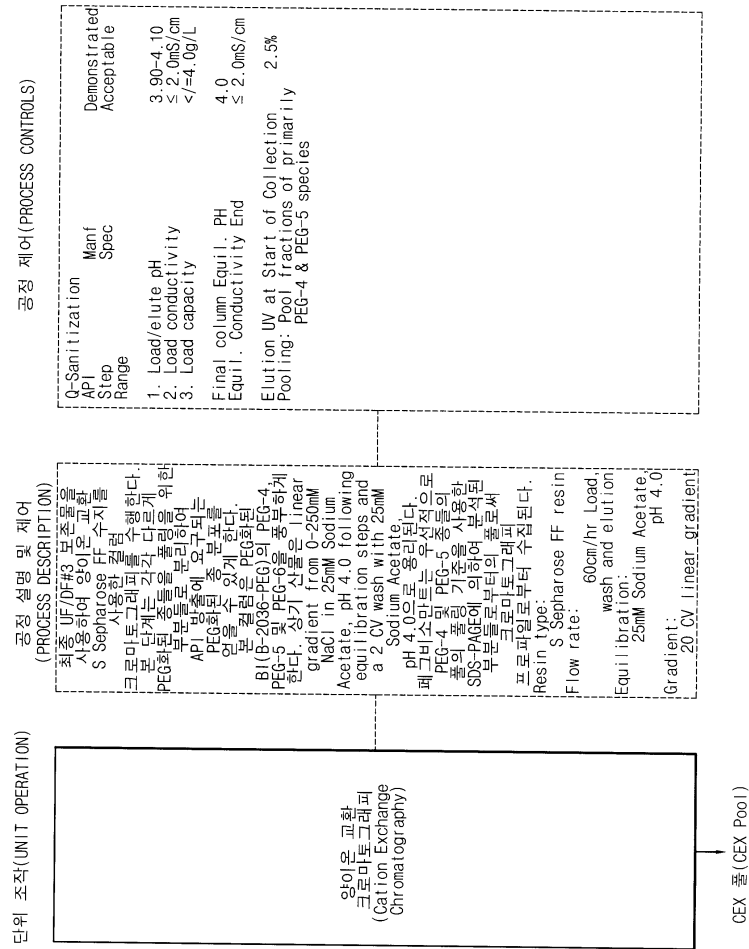 단위 조작(UNIT OPERATION)
양이온 교환
크로마토그래피
(Cation Exchange
Chromatography)
CEX 풀(CEX Pool)
공정 설명 및 제어
(PROCESS DESCRIPTION)
최종 UF/DF#3 보존물을
사용하여 양이온 교환
S Sepharose FF 수지를
사용한 컬럼
크로마토그래피를 수행한다.
본 단계는 각각 다르게
PEG화된 종들을 풀링을 위한
부분들로 분리하여
API 방출에 요구되는
PEG화된 종 분포를
얻을 수 있게 한다.
본 컬럼은 PEG화된
BI(B-2036-PEG)의 PEG-4,
PEG-5 및 PEG-6을 풍부하게
한다. 상기 산물은 linear
gradient from 0-250mM
NaCl in 25mM Sodium
Acetate, pH 4.0 following
equilibration steps and
a 2 CV wash with 25mM
Sodium Acetate,
pH 4.0으로 용리된다.
페그비소만트는 우선적으로
PEG-4 및 PEG-5 종들의
풀의 풀링 기준을 사용한
SDS-PAGE에 의하여 분석된
부분들로부터의 풀로써
크로마토그래피
프로파일로부터 수집된다.
Resin type:
S Sepharose FF resin
Flow rate:
60cm/hr Load,
wash and elution
Equilibration:
25mM Sodium Acetate,
pH 4.0
Gradient:
20 CV linear gradient
공정 제어(PROCESS CONTROLS)
Q-Sanitization
API Manf Demonstrated
Step Spec Acceptable
Range
1. Load/elute pH 3.90-4.10
2. Load conductivity ≤ 2.0mS/cm
3. Load capacity </=4.0g/L
Final column Equil. PH 4.0
Equil. Conductivity End ≤ 2.0mS/cm
Elution UV at Start of Collection 2.5%
Pooling: Pool fractions of primarily
PEG-4 & PEG-5 species